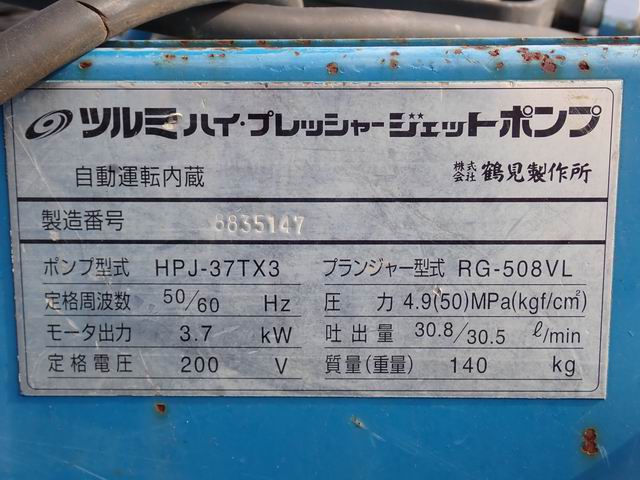 ツルミハイ・プレッシャージェットポンプ
自動運転内蔵 株式会社 鶴見製作所
製造番号 8835147
ポンプ型式 HPJ-37TX3 プランジャー型式 RG-508VL
定格周波数 50/60 Hz 圧力 4.9(50)MPa(kgf/cm²)
モータ出力 3.7 kW 吐出量 30.8/30.5 ℓ/min
定格電圧 200 V 質量(重量) 140 kg